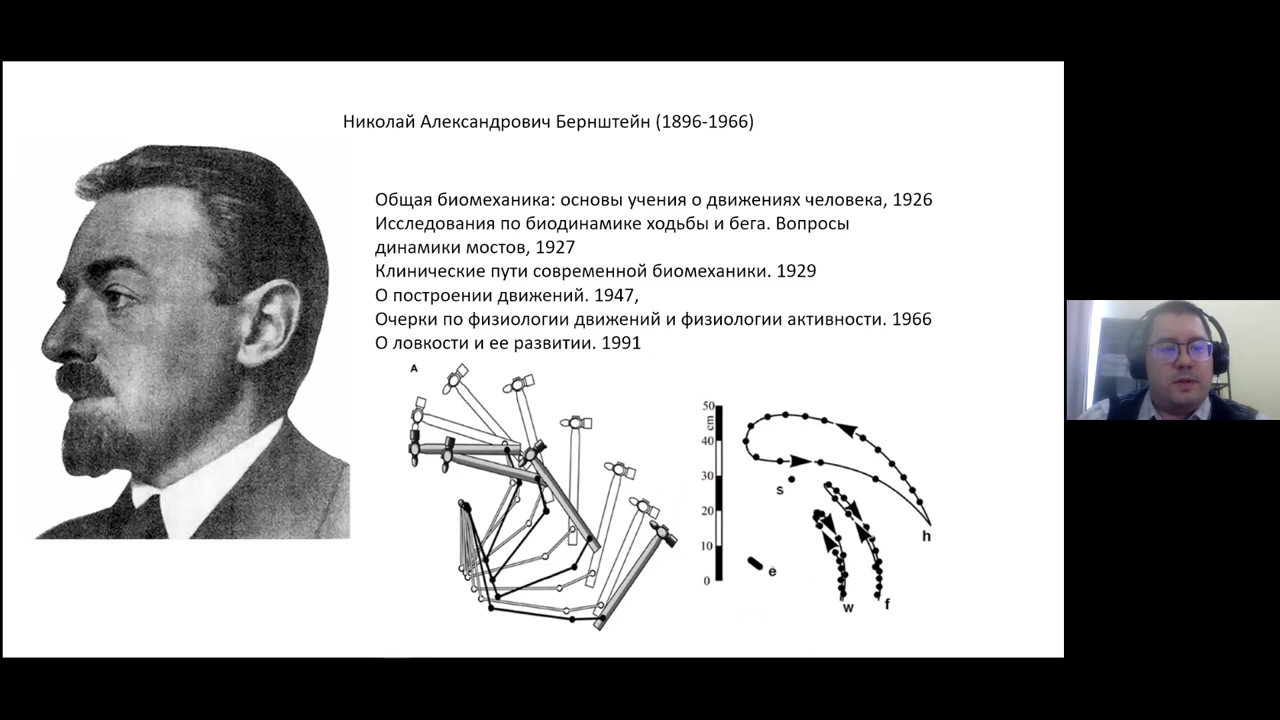 Николай Александрович Бернштейн (1896-1966)
Общая биомеханика: основы учения о движениях человека, 1926
Исследования по биодинамике ходьбы и бега. Вопросы
динамики мостов, 1927
Клинические пути современной биомеханики. 1929
О построении движений. 1947,
Очерки по физиологии движений и физиологии активности. 1966
О ловкости и ее развитии. 1991
A
50
cm
40
30
20
10
0
s
e
h
w
f